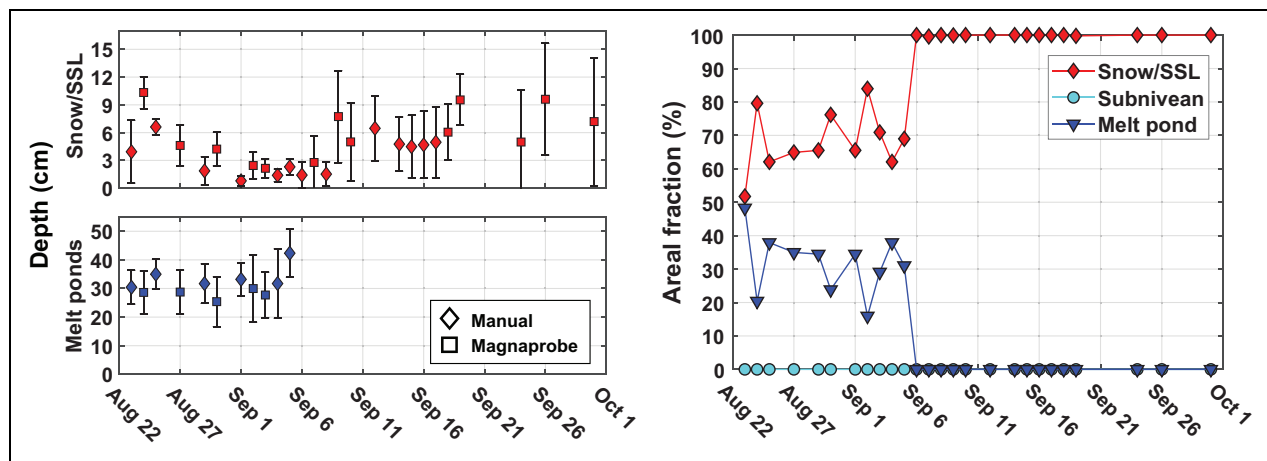 Depth (cm)
Snow/SSL
15
12
9
6
3
0
Melt ponds
50
40
30
20
10
0
Manual
Magnaprobe
Aug 22
Aug 27
Sep 1
Sep 6
Sep 11
Sep 16
Sep 21
Sep 26
Oct 1
Areal fraction (%)
100
90
80
70
60
50
40
30
20
10
0
Snow/SSL
Subnivean
Melt pond
Aug 22
Aug 27
Sep 1
Sep 6
Sep 11
Sep 16
Sep 21
Sep 26
Oct 1